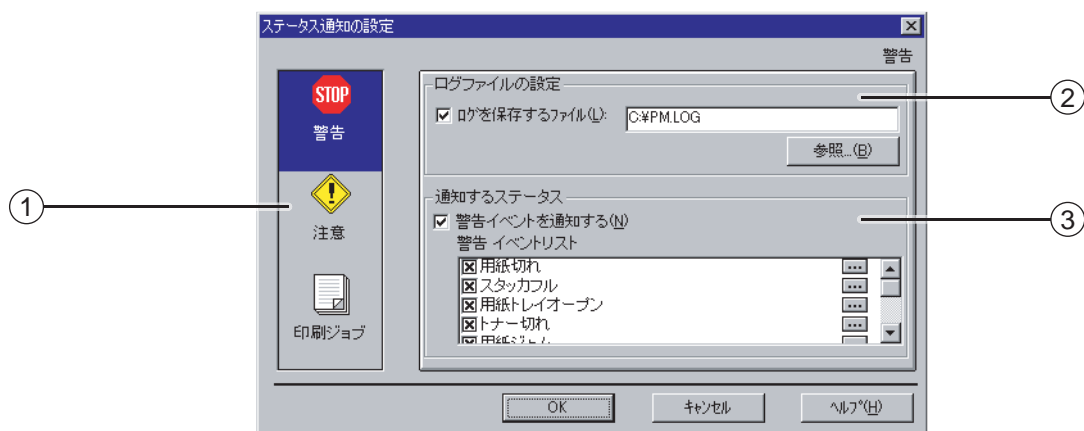 ステータス通知の設定
警告
STOP
警告
注意
印刷ジョブ
ログファイルの設定
ログを保存するファイル(L):
C:¥PM.LOG
参照...(B)
通知するステータス
警告イベントを通知する(N)
警告 イベントリスト
用紙切れ
スタッカフル
用紙トレイオープン
トナー切れ
用紙ジャム
OK
キャンセル
ヘルプ(H)
1
2
3